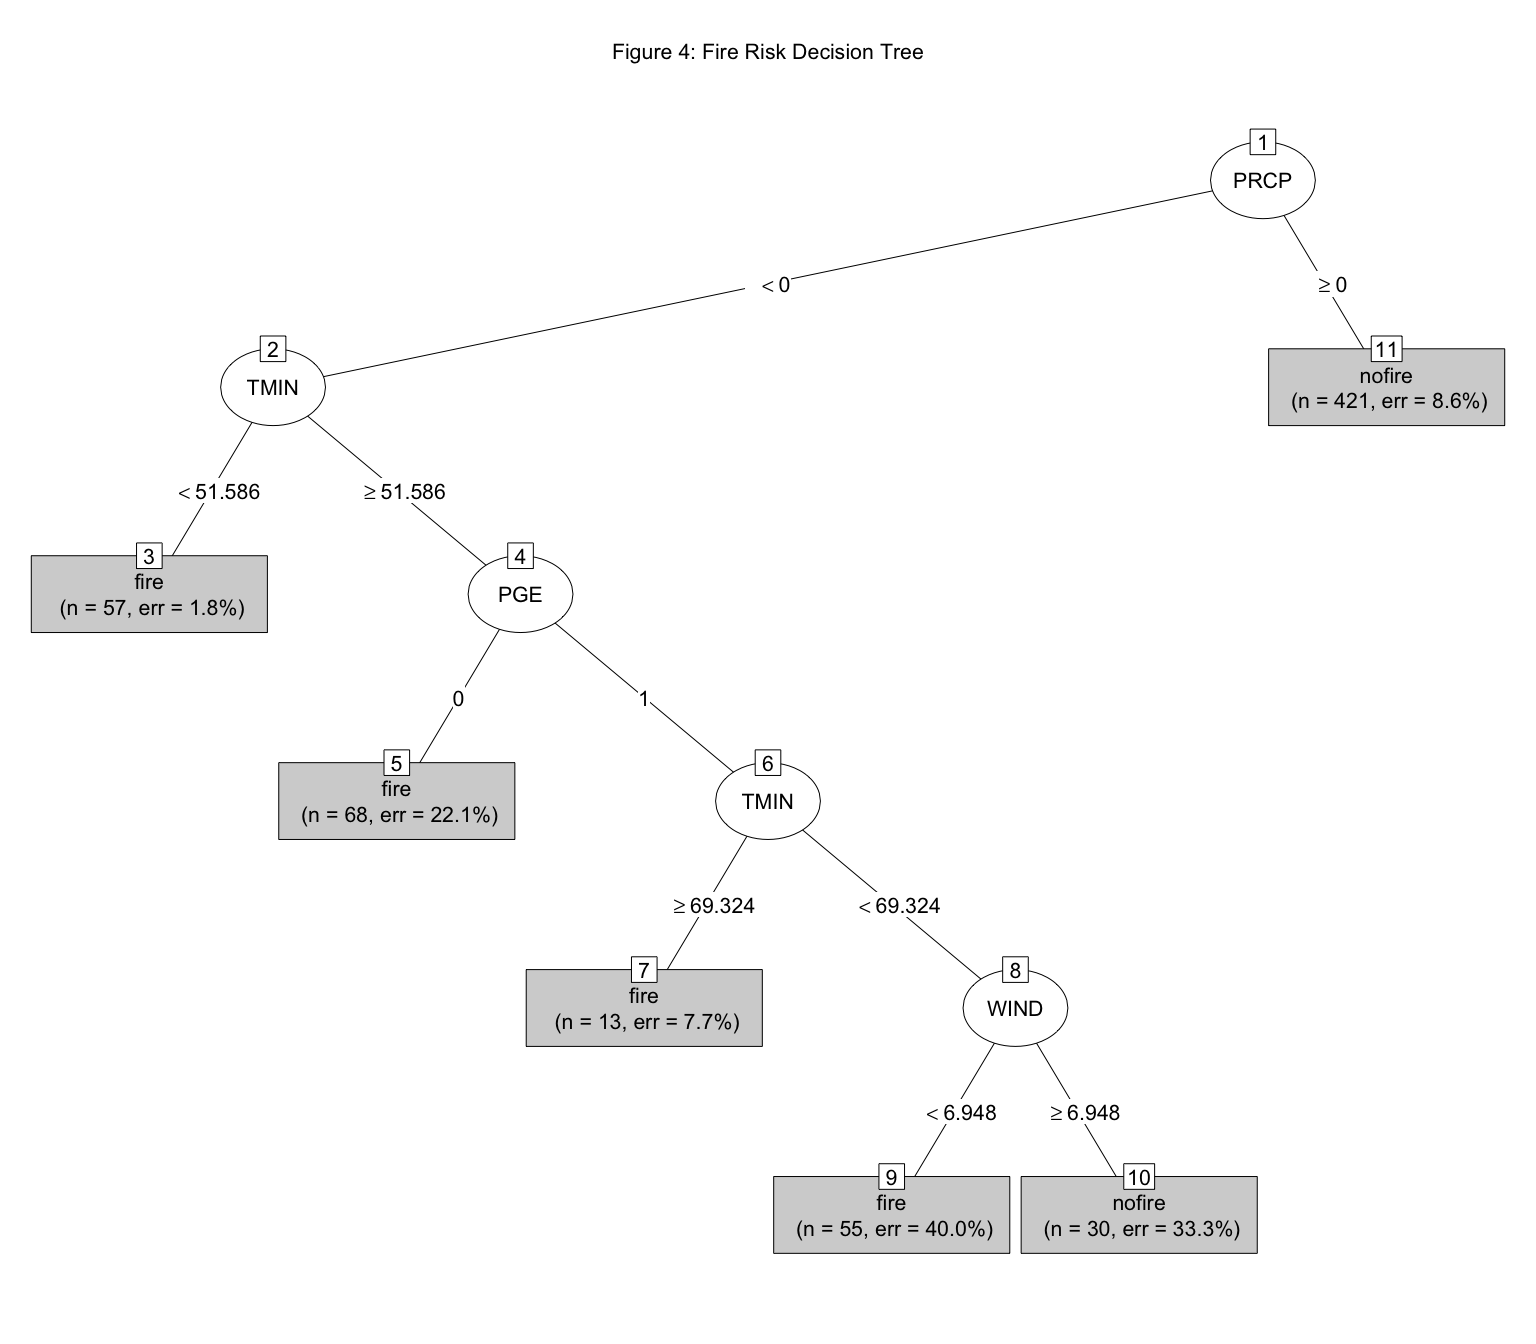 Figure 4: Fire Risk Decision Tree
1
PRCP
< 0
≥ 0
2
TMIN
11
nofire
(n = 421, err = 8.6%)
< 51.586
≥ 51.586
3
fire
(n = 57, err = 1.8%)
4
PGE
0
1
5
fire
(n = 68, err = 22.1%)
6
TMIN
≥ 69.324
< 69.324
7
fire
(n = 13, err = 7.7%)
8
WIND
< 6.948
≥ 6.948
9
fire
(n = 55, err = 40.0%)
10
nofire
(n = 30, err = 33.3%)